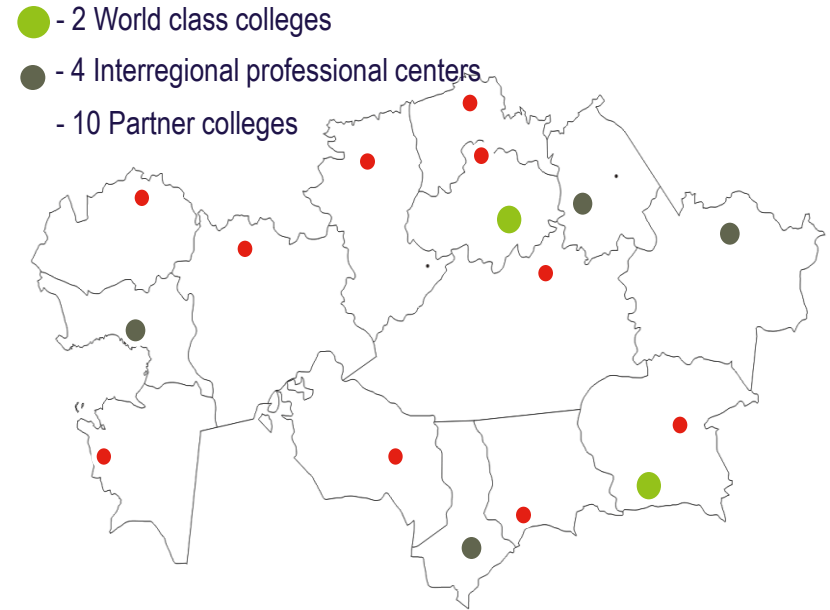 - 2 World class colleges
- 4 Interregional professional centers
- 10 Partner colleges